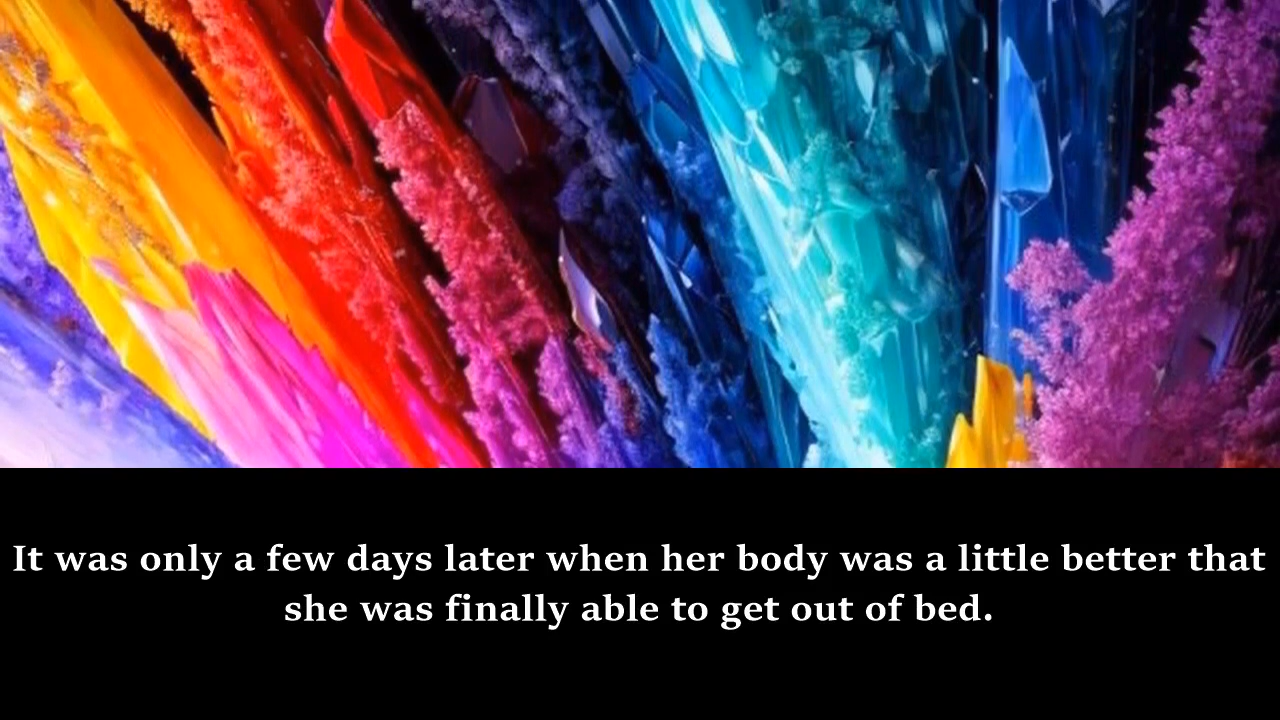 It was only a few days later when her body was a little better that
she was finally able to get out of bed.